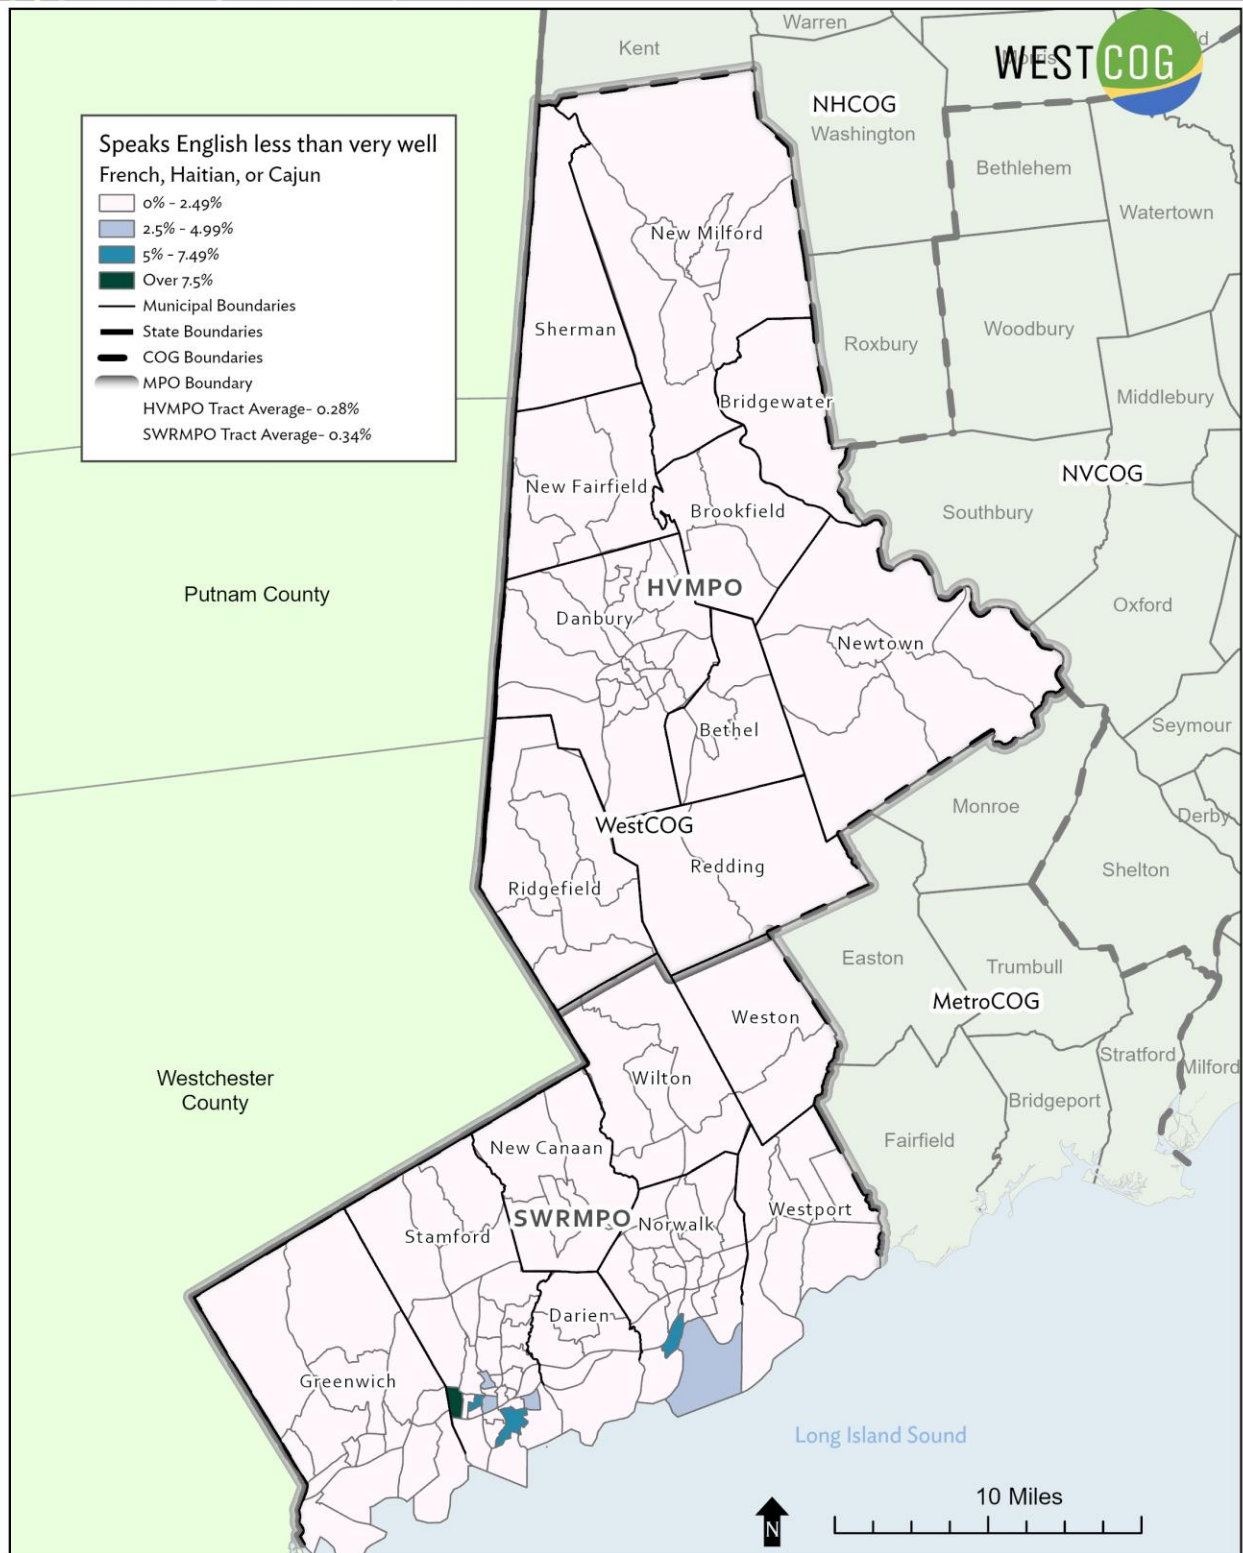 Kent
Warren
Morris
WESTCOG
NHCOG
Washington
Bethlehem
Watertown
Speaks English less than very well
French, Haitian, or Cajun
0% - 2.49%
2.5% - 4.99%
5% - 7.49%
Over 7.5%
Municipal Boundaries
State Boundaries
COG Boundaries
MPO Boundary
HVMPO Tract Average- 0.28%
SWRMPO Tract Average- 0.34%
New Milford
Sherman
Roxbury
Woodbury
Bridgewater
Middlebury
New Fairfield
Brookfield
NVCOG
Southbury
Putnam County
HVMPO
Danbury
Oxford
Newtown
Bethel
Seymour
Monroe
Derby
WestCOG
Redding
Shelton
Ridgefield
Easton
Trumbull
MetroCOG
Weston
Stratford
Milford
Westchester
County
Wilton
Bridgeport
New Canaan
Fairfield
SWRMPO
Norwalk
Westport
Stamford
Darien
Greenwich
Long Island Sound
10 Miles
N